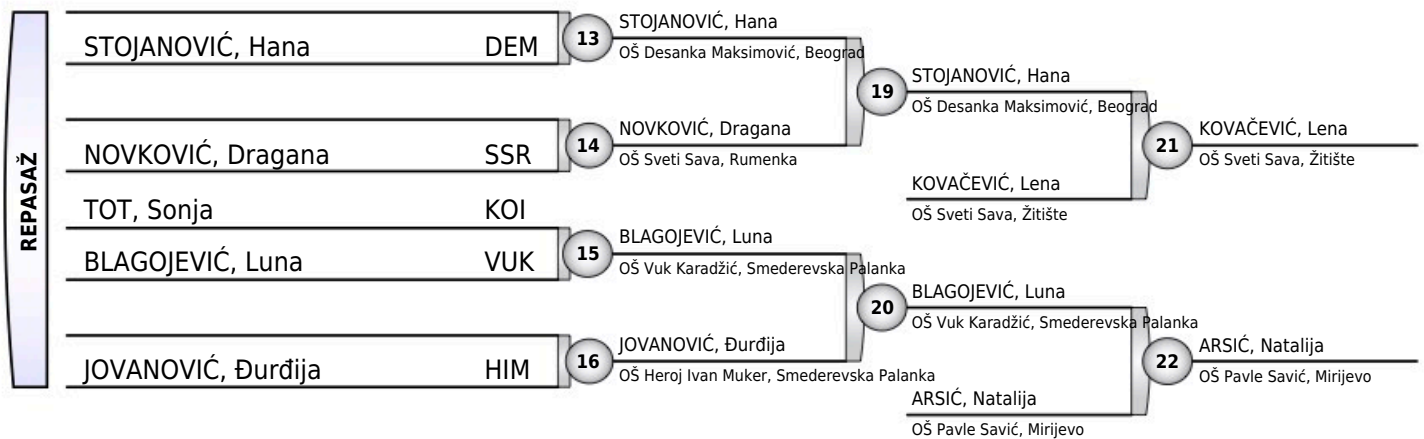 REPASAŽ
STOJANOVIĆ, Hana DEM
NOVKOVIĆ, Dragana SSR
TOT, Sonja KOI
BLAGOJEVIĆ, Luna VUK
JOVANOVIĆ, Đurđija HIM
13
STOJANOVIĆ, Hana
OŠ Desanka Maksimović, Beograd
14
NOVKOVIĆ, Dragana
OŠ Sveti Sava, Rumenka
15
BLAGOJEVIĆ, Luna
OŠ Vuk Karadžić, Smederevska Palanka
16
JOVANOVIĆ, Đurđija
OŠ Heroj Ivan Muker, Smederevska Palanka
19
STOJANOVIĆ, Hana
OŠ Desanka Maksimović, Beograd
KOVAČEVIĆ, Lena
OŠ Sveti Sava, Žitište
20
BLAGOJEVIĆ, Luna
OŠ Vuk Karadžić, Smederevska Palanka
ARSIĆ, Natalija
OŠ Pavle Savić, Mirijevo
21
KOVAČEVIĆ, Lena
OŠ Sveti Sava, Žitište
22
ARSIĆ, Natalija
OŠ Pavle Savić, Mirijevo